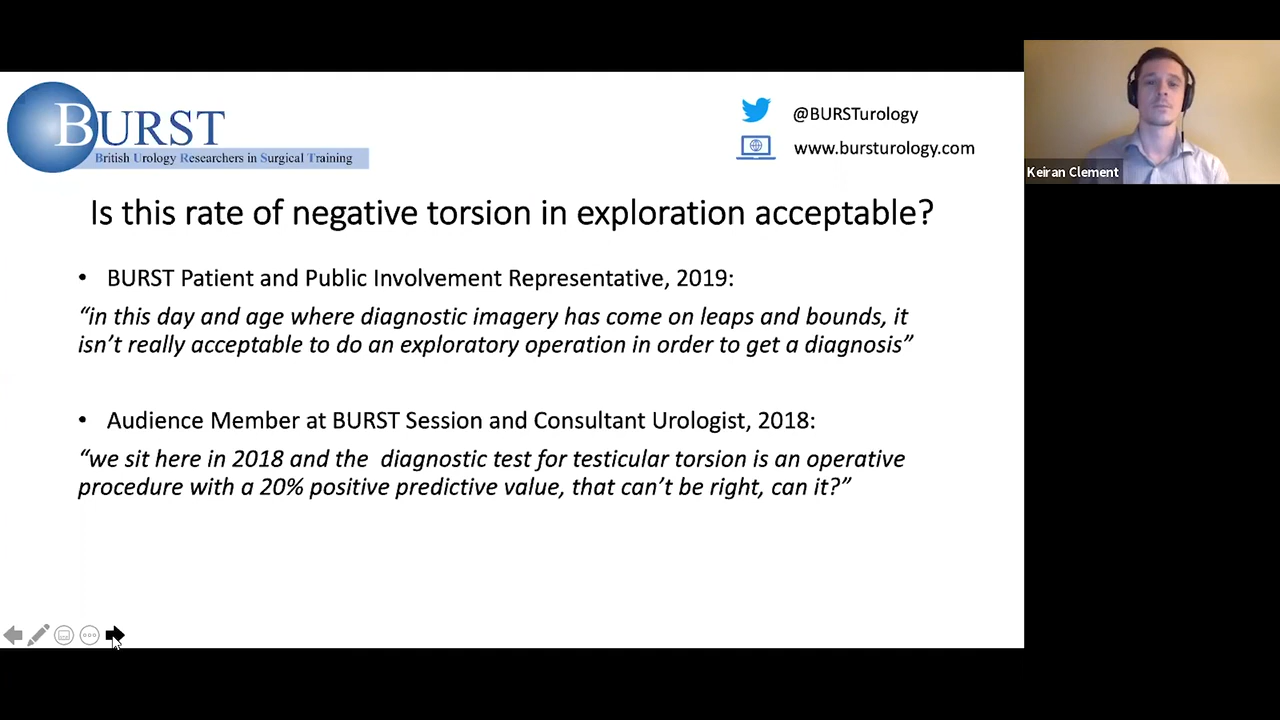 BURST
British Urology Researchers in Surgical Training
@BURSTurology
www.bursturology.com
Keiran Clement
Is this rate of negative torsion in exploration acceptable?
• BURST Patient and Public Involvement Representative, 2019:
“in this day and age where diagnostic imagery has come on leaps and bounds, it
isn’t really acceptable to do an exploratory operation in order to get a diagnosis”
• Audience Member at BURST Session and Consultant Urologist, 2018:
“we sit here in 2018 and the  diagnostic test for testicular torsion is an operative
procedure with a 20% positive predictive value, that can’t be right, can it?”